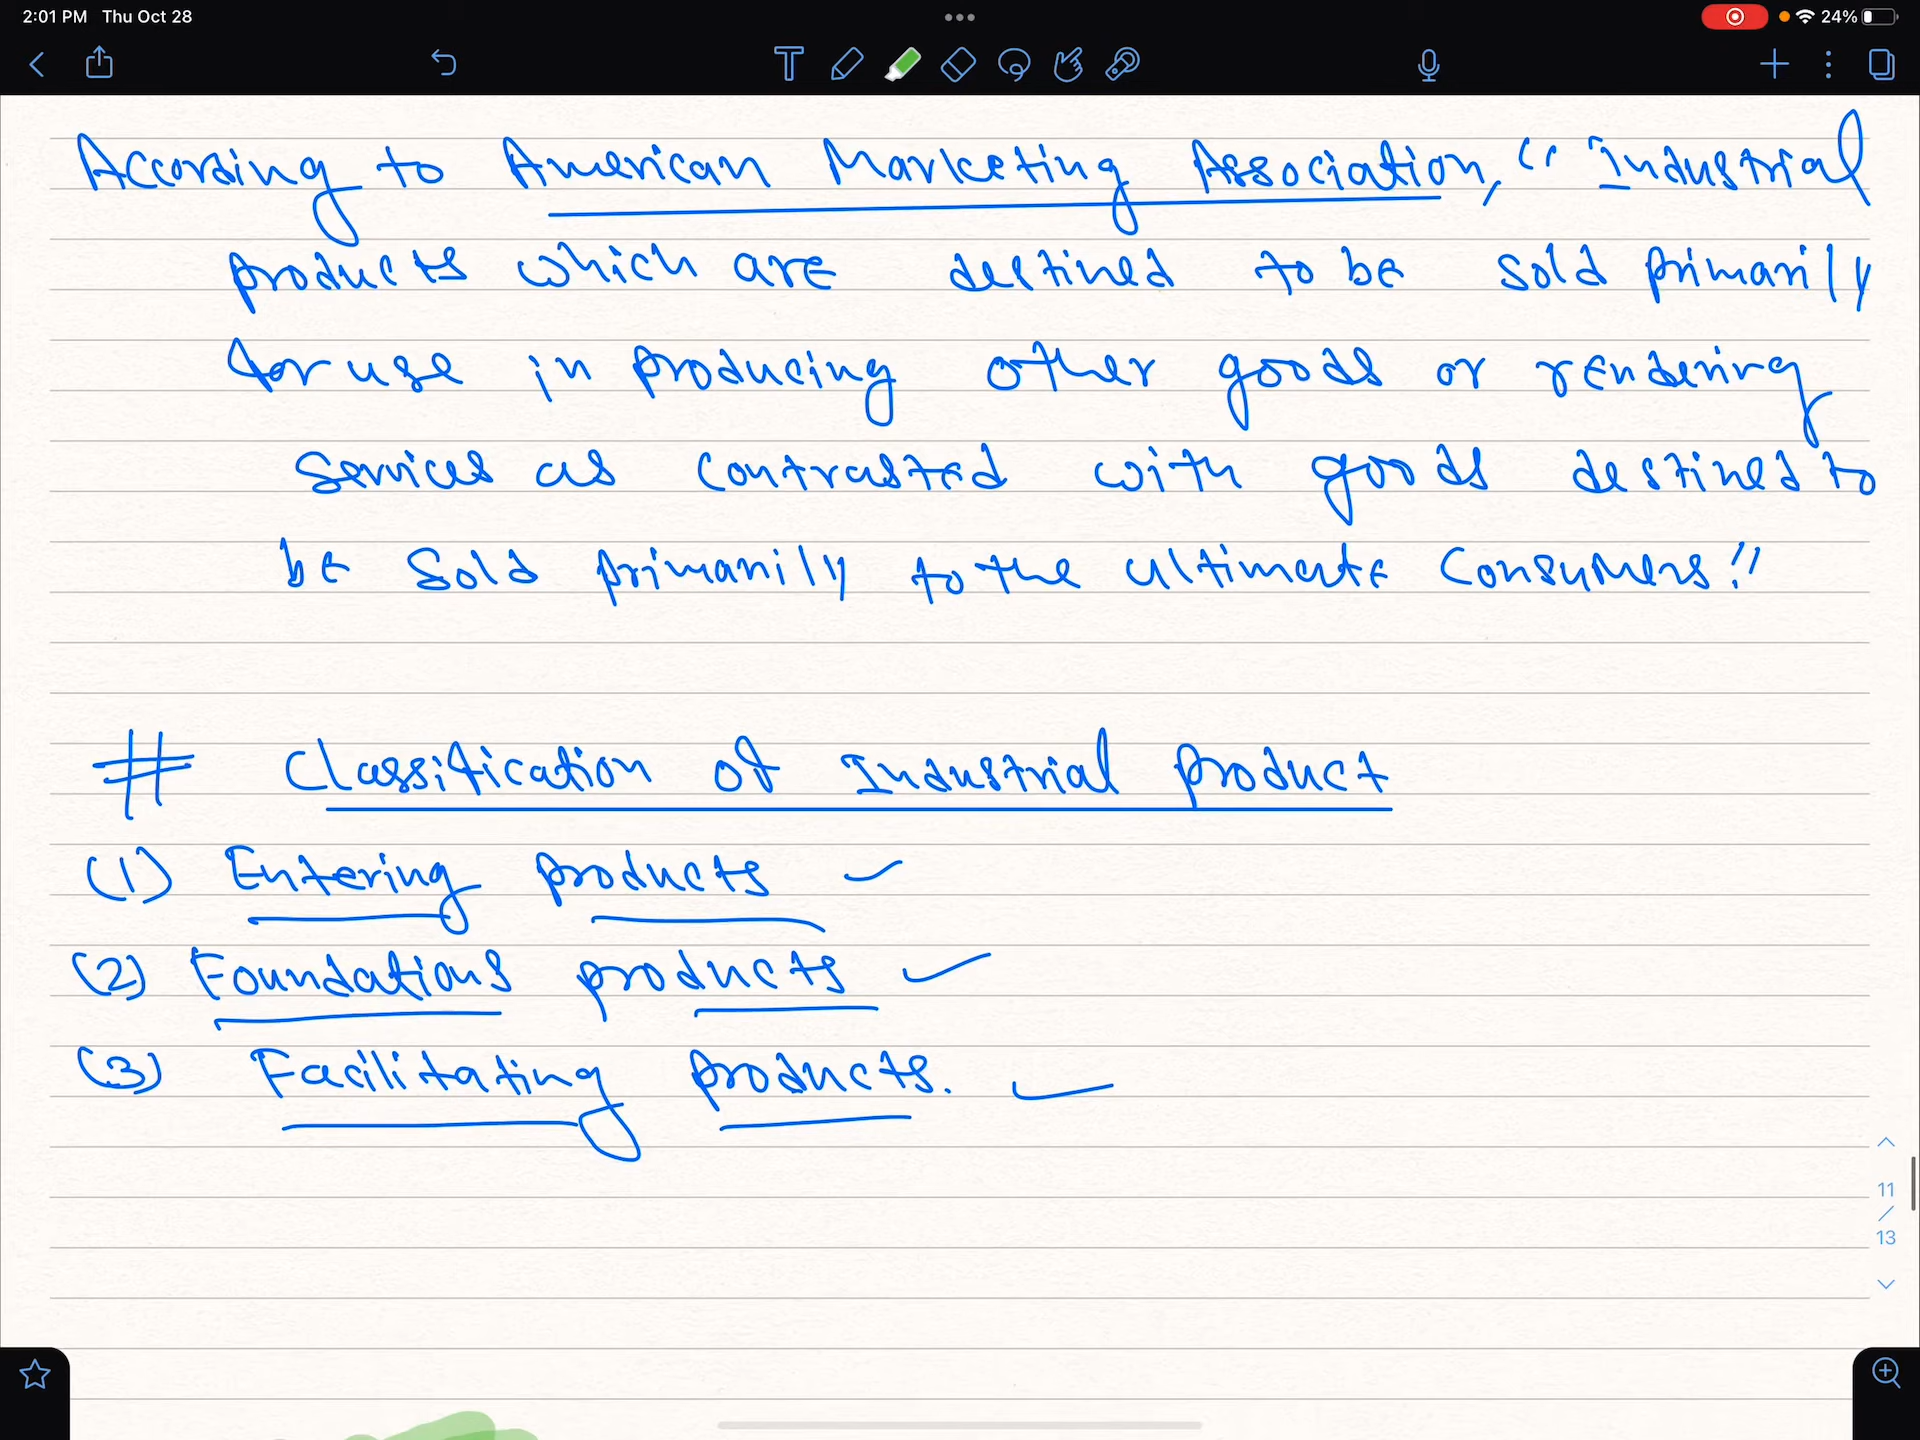 2:01 PM Thu Oct 28
24%
According to American Marketing Association, "Industrial
products which are destined to be sold primarily
for use in producing other goods or rendering
services as contrasted with goods destined to
be sold primarily to the ultimate consumers."
# Classification of Industrial product
(1) Entering products
(2) Foundations products
(3) Facilitating products.
11
/
13